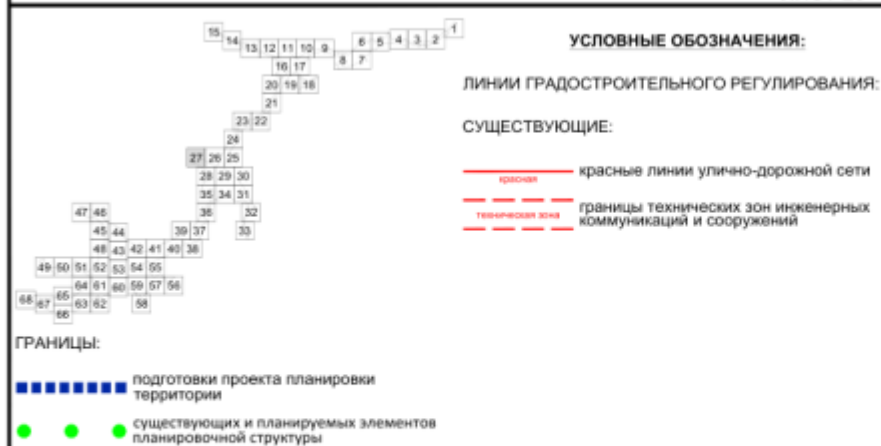 1
15
14
6 5 4 3 2
13 12 11 10 9
8 7
16 17
20 19 18
21
23 22
24
27 26 25
28 29 30
35 34 31
47 46
36
32
45 44
39 37
33
48 43 42 41 40 38
49 50 51 52 53 54 55
64 61 60 59 57 56
68 67 65 63 62
58
66
ГРАНИЦЫ:
подготовки проекта планировки
территории
существующих и планируемых элементов
планировочной структуры
УСЛОВНЫЕ ОБОЗНАЧЕНИЯ:
ЛИНИИ ГРАДОСТРОИТЕЛЬНОГО РЕГУЛИРОВАНИЯ:
СУЩЕСТВУЮЩИЕ:
красная
красные линии улично-дорожной сети
техническая зона
границы технических зон инженерных
коммуникаций и сооружений